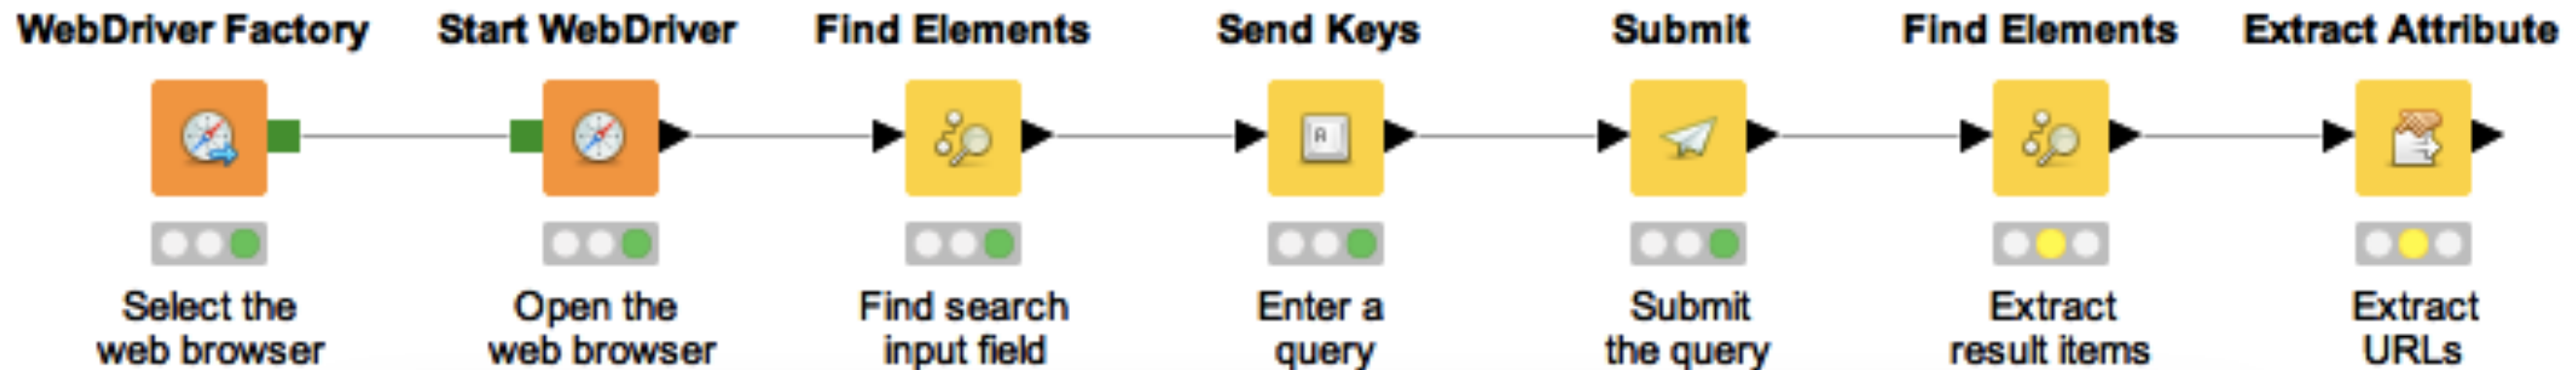 WebDriver Factory
Start WebDriver
Find Elements
Send Keys
Submit
Find Elements
Extract Attribute
A
Select the
web browser
Open the
web browser
Find search
input field
Enter a
query
Submit
the query
Extract
result items
Extract
URLs